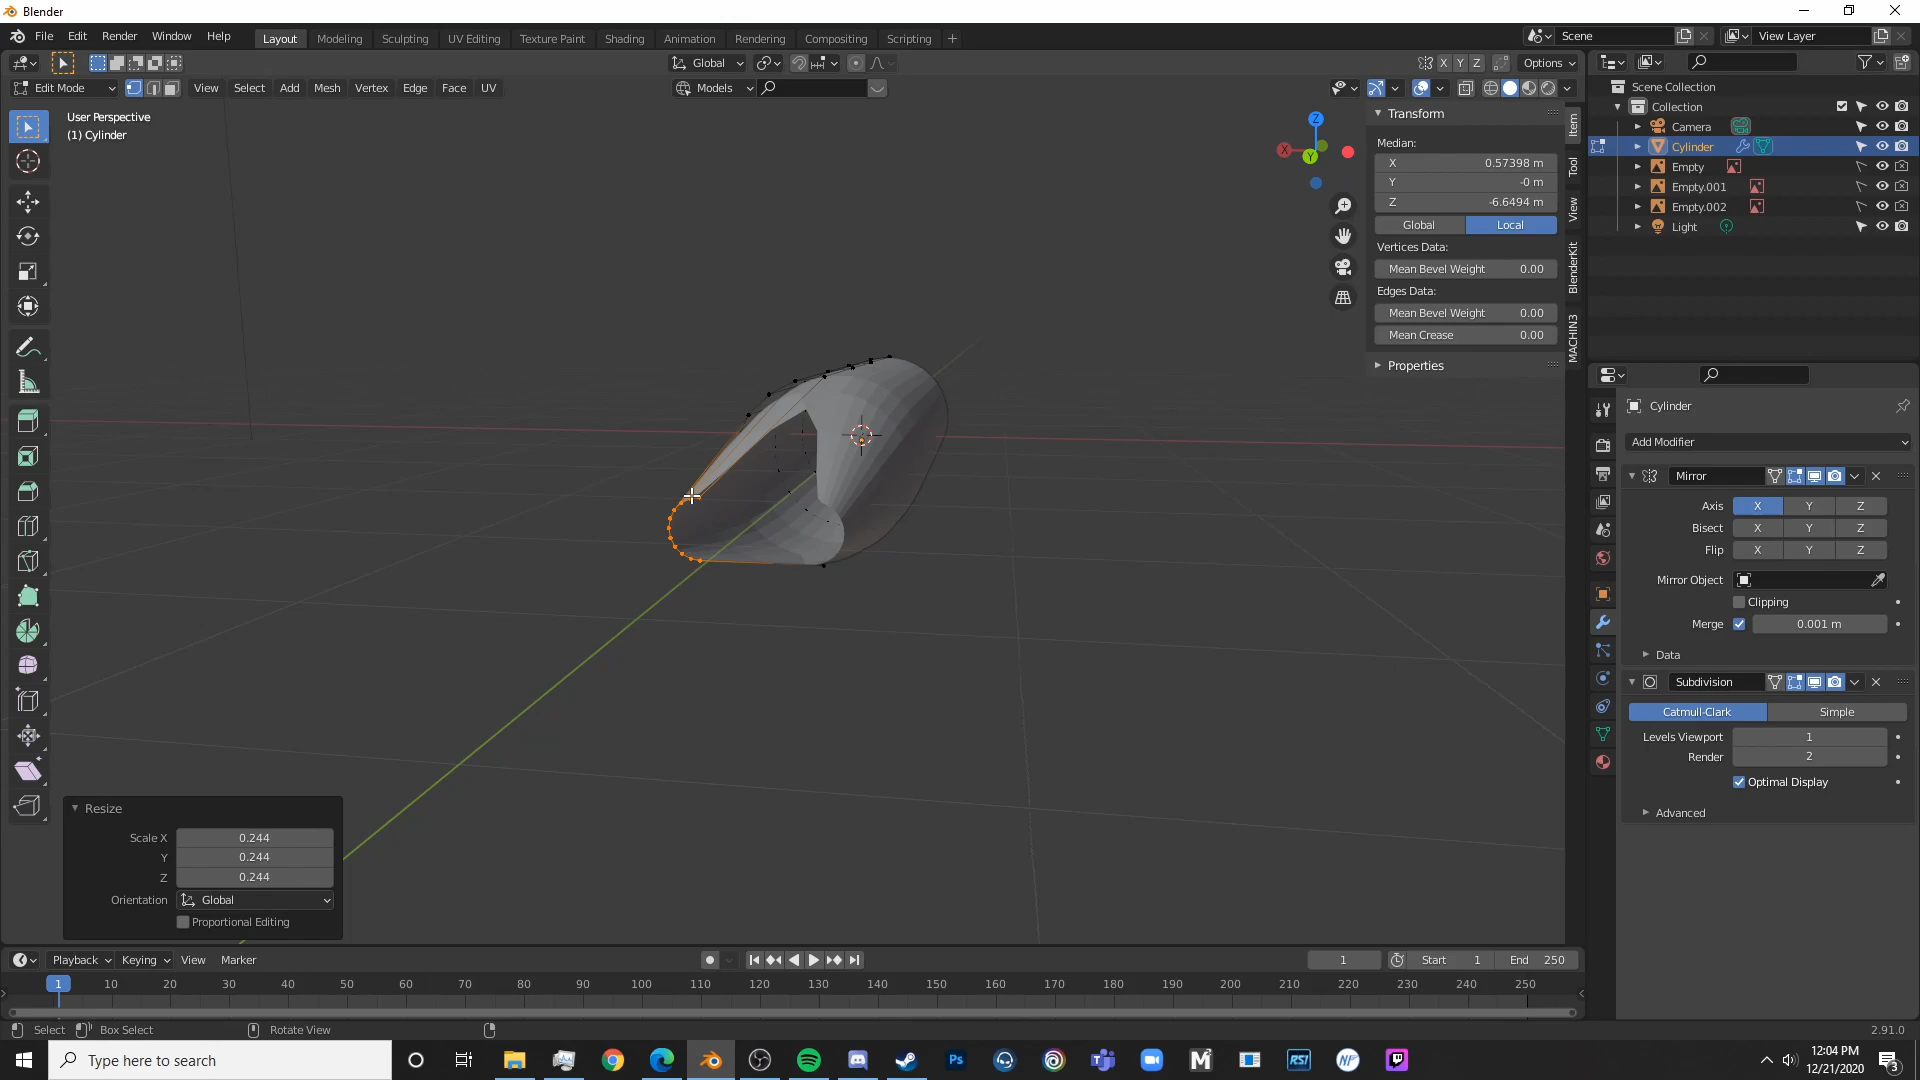 Blender
File Edit Render Window Help
Layout Modeling Sculpting UV Editing Texture Paint Shading Animation Rendering Compositing Scripting
Scene View Layer
Global X Y Z Options
Edit Mode View Select Add Mesh Vertex Edge Face UV Models
User Perspective
(1) Cylinder
Z
X
Y
Transform
Median:
X 0.57398 m
Y -0 m
Z -6.6494 m
Global Local
Vertices Data:
Mean Bevel Weight 0.00
Edges Data:
Mean Bevel Weight 0.00
Mean Crease 0.00
Properties
Item
Tool
View
BlenderKit
MACHIN3
Scene Collection
Collection
Camera
Cylinder
Empty
Empty.001
Empty.002
Light
Cylinder
Add Modifier
Mirror
Axis X Y Z
Bisect X Y Z
Flip X Y Z
Mirror Object
Clipping
Merge 0.001 m
Data
Subdivision
Catmull-Clark Simple
Levels Viewport 1
Render 2
Optimal Display
Advanced
Resize
Scale X 0.244
Y 0.244
Z 0.244
Orientation Global
Proportional Editing
Playback Keying View Marker
1 Start 1 End 250
1 10 20 30 40 50 60 70 80 90 100 110 120 130 140 150 160 170 180 190 200 210 220 230 240 250
Select Box Select Rotate View 2.91.0
Type here to search
Ps
RSI
NP
12:04 PM
12/21/2020
3